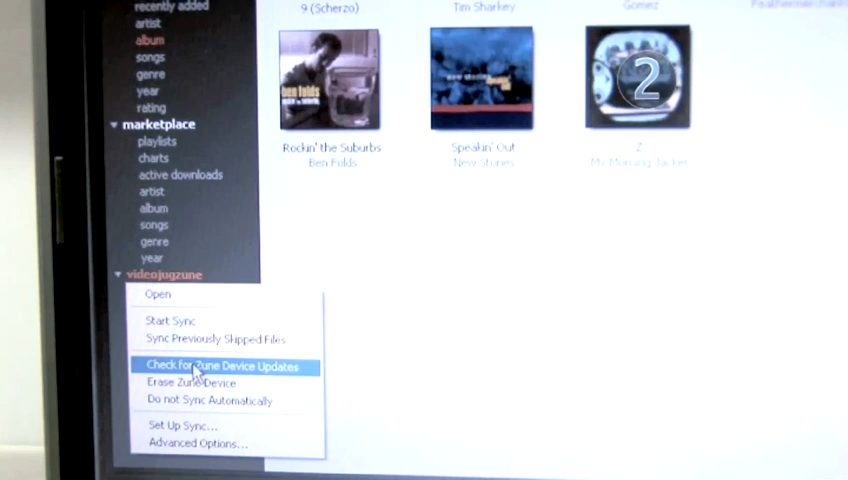 recently added
artist
album
songs
genre
year
rating
marketplace
playlists
charts
active downloads
artist
album
songs
genre
year
videojugzune
Open
Start Sync
Sync Previously Skipped Files
Check for Zune Device Updates
Erase Zune Device
Do not Sync Automatically
Set Up Sync...
Advanced Options...
9 (Scherzo)
Tim Sharkey
Gomez
ben folds
new stories
2
Rockin' the Suburbs
Speakin' Out
Z
Ben Folds
New Stories
My Morning Jacket